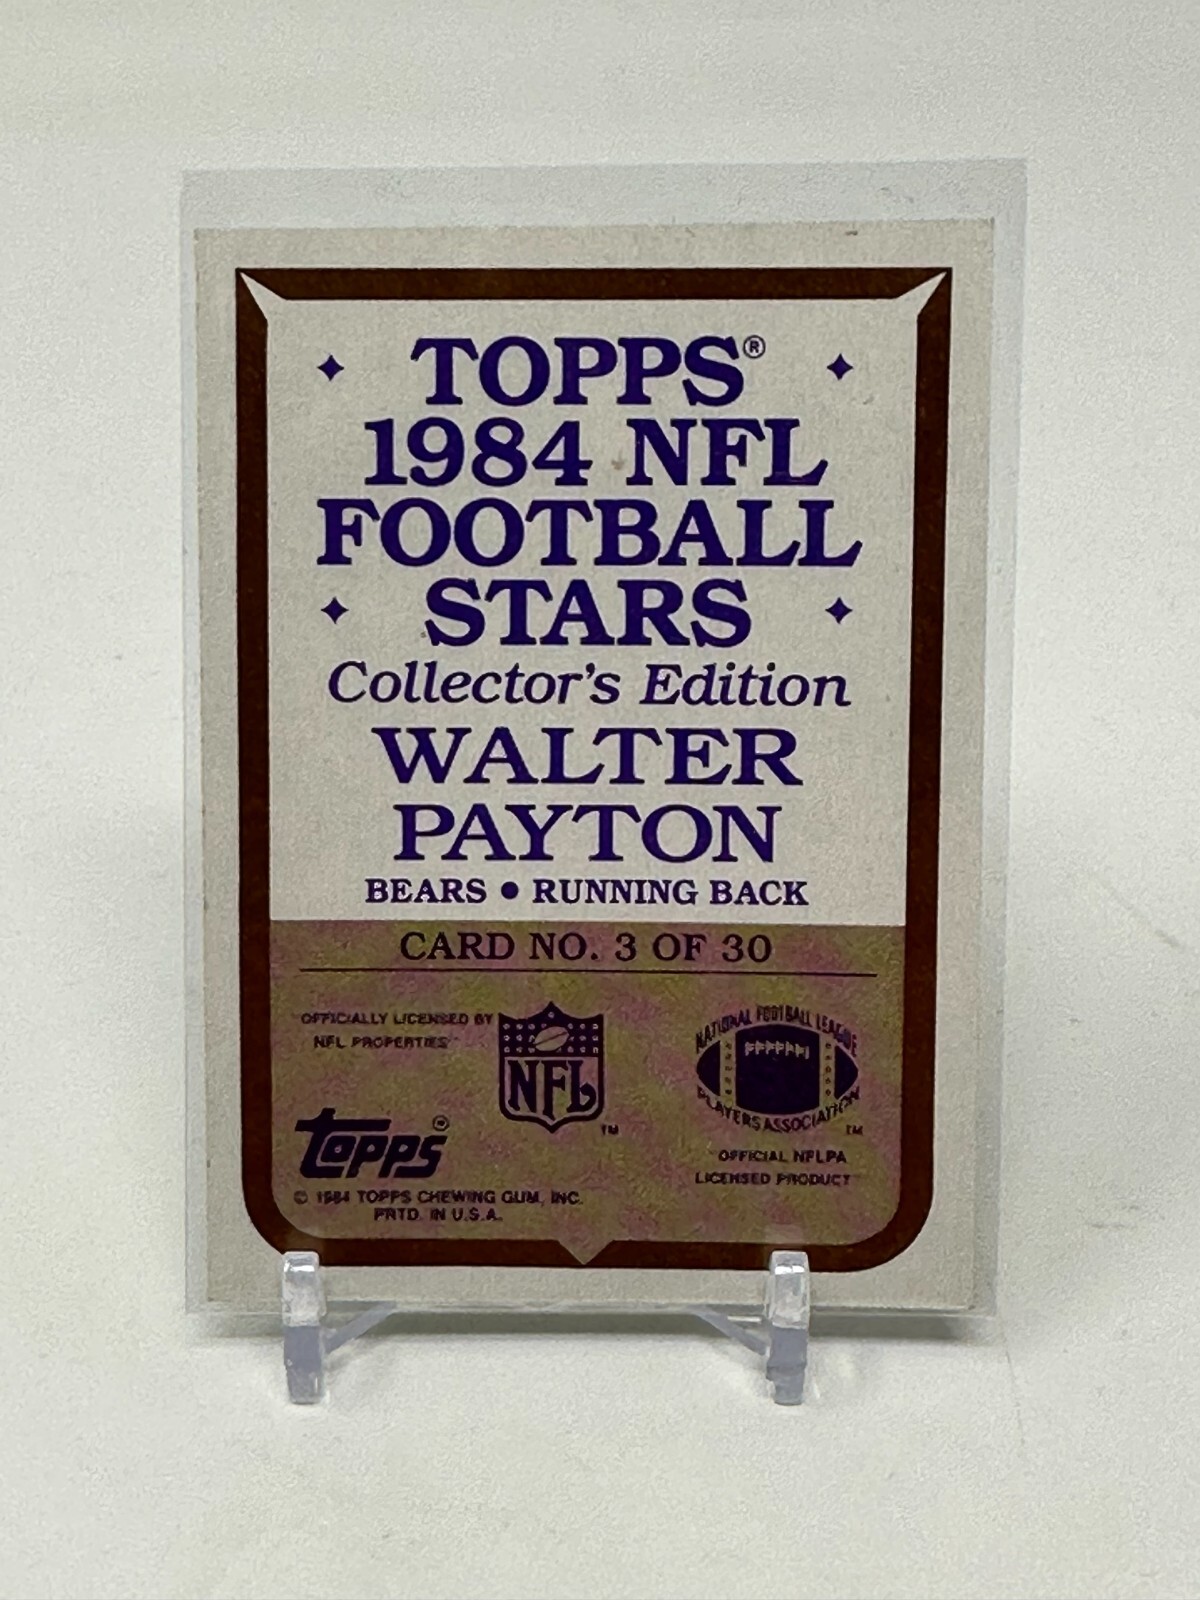 TOPPS®
1984 NFL
FOOTBALL
STARS
Collector's Edition
WALTER
PAYTON
BEARS • RUNNING BACK
CARD NO. 3 OF 30
OFFICIALLY LICENSED BY
NFL PROPERTIES
NFL
TM
NATIONAL FOOTBALL LEAGUE
PLAYERS ASSOCIATION
TM
OFFICIAL NFLPA
LICENSED PRODUCT
topps®
© 1984 TOPPS CHEWING GUM, INC.
PRTD. IN U.S.A.